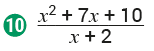 10 x² + 7x + 10
x + 2